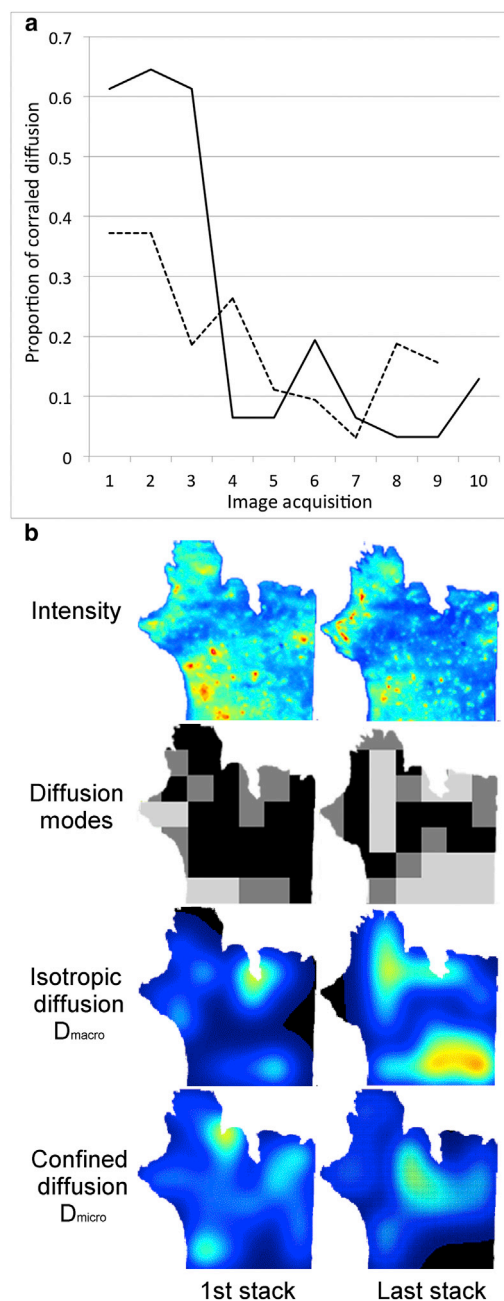 a
Proportion of corraled diffusion
0.7
0.6
0.5
0.4
0.3
0.2
0.1
0
1 2 3 4 5 6 7 8 9 10
Image acquisition
b
Intensity
Diffusion
modes
Isotropic
diffusion
Dmacro
Confined
diffusion
Dmicro
1st stack Last stack